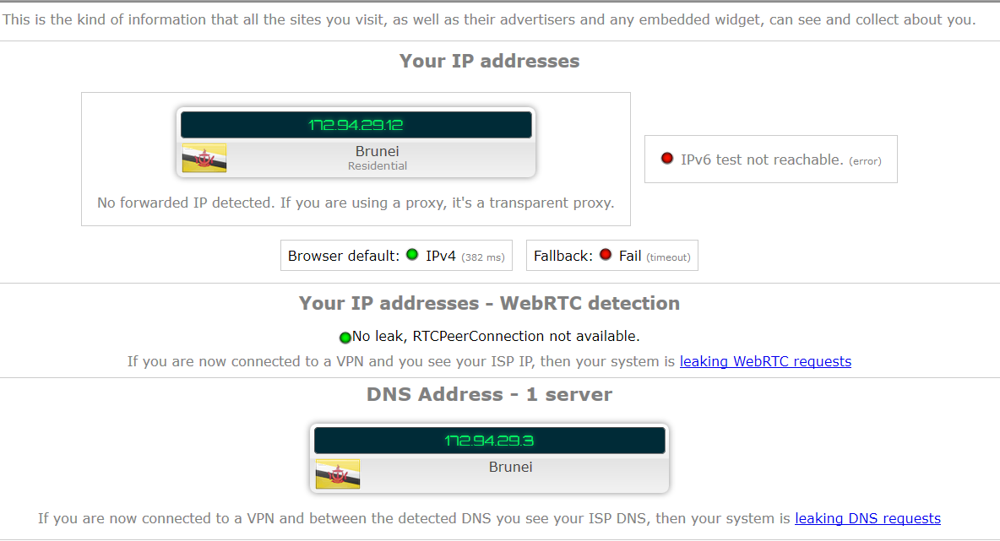 This is the kind of information that all the sites you visit, as well as their advertisers and any embedded widget, can see and collect about you.
Your IP addresses
172.94.29.12
Brunei
Residential
No forwarded IP detected. If you are using a proxy, it's a transparent proxy.
IPv6 test not reachable. (error)
Browser default: IPv4 (382 ms)
Fallback: Fail (timeout)
Your IP addresses - WebRTC detection
No leak, RTCPeerConnection not available.
If you are now connected to a VPN and you see your ISP IP, then your system is leaking WebRTC requests
DNS Address - 1 server
172.94.29.3
Brunei
If you are now connected to a VPN and between the detected DNS you see your ISP DNS, then your system is leaking DNS requests